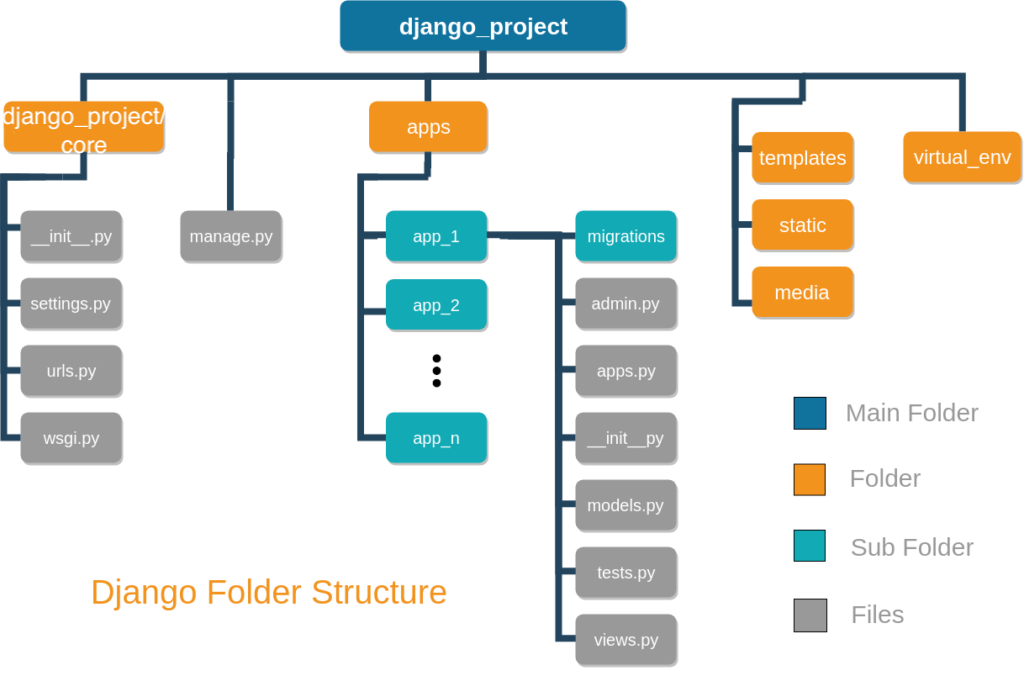 django_project
django_project/
core
apps
templates
virtual_env
static
media
__init__.py
manage.py
app_1
migrations
settings.py
app_2
admin.py
urls.py
apps.py
wsgi.py
app_n
__init__py
models.py
tests.py
views.py
Main Folder
Folder
Sub Folder
Files
Django Folder Structure